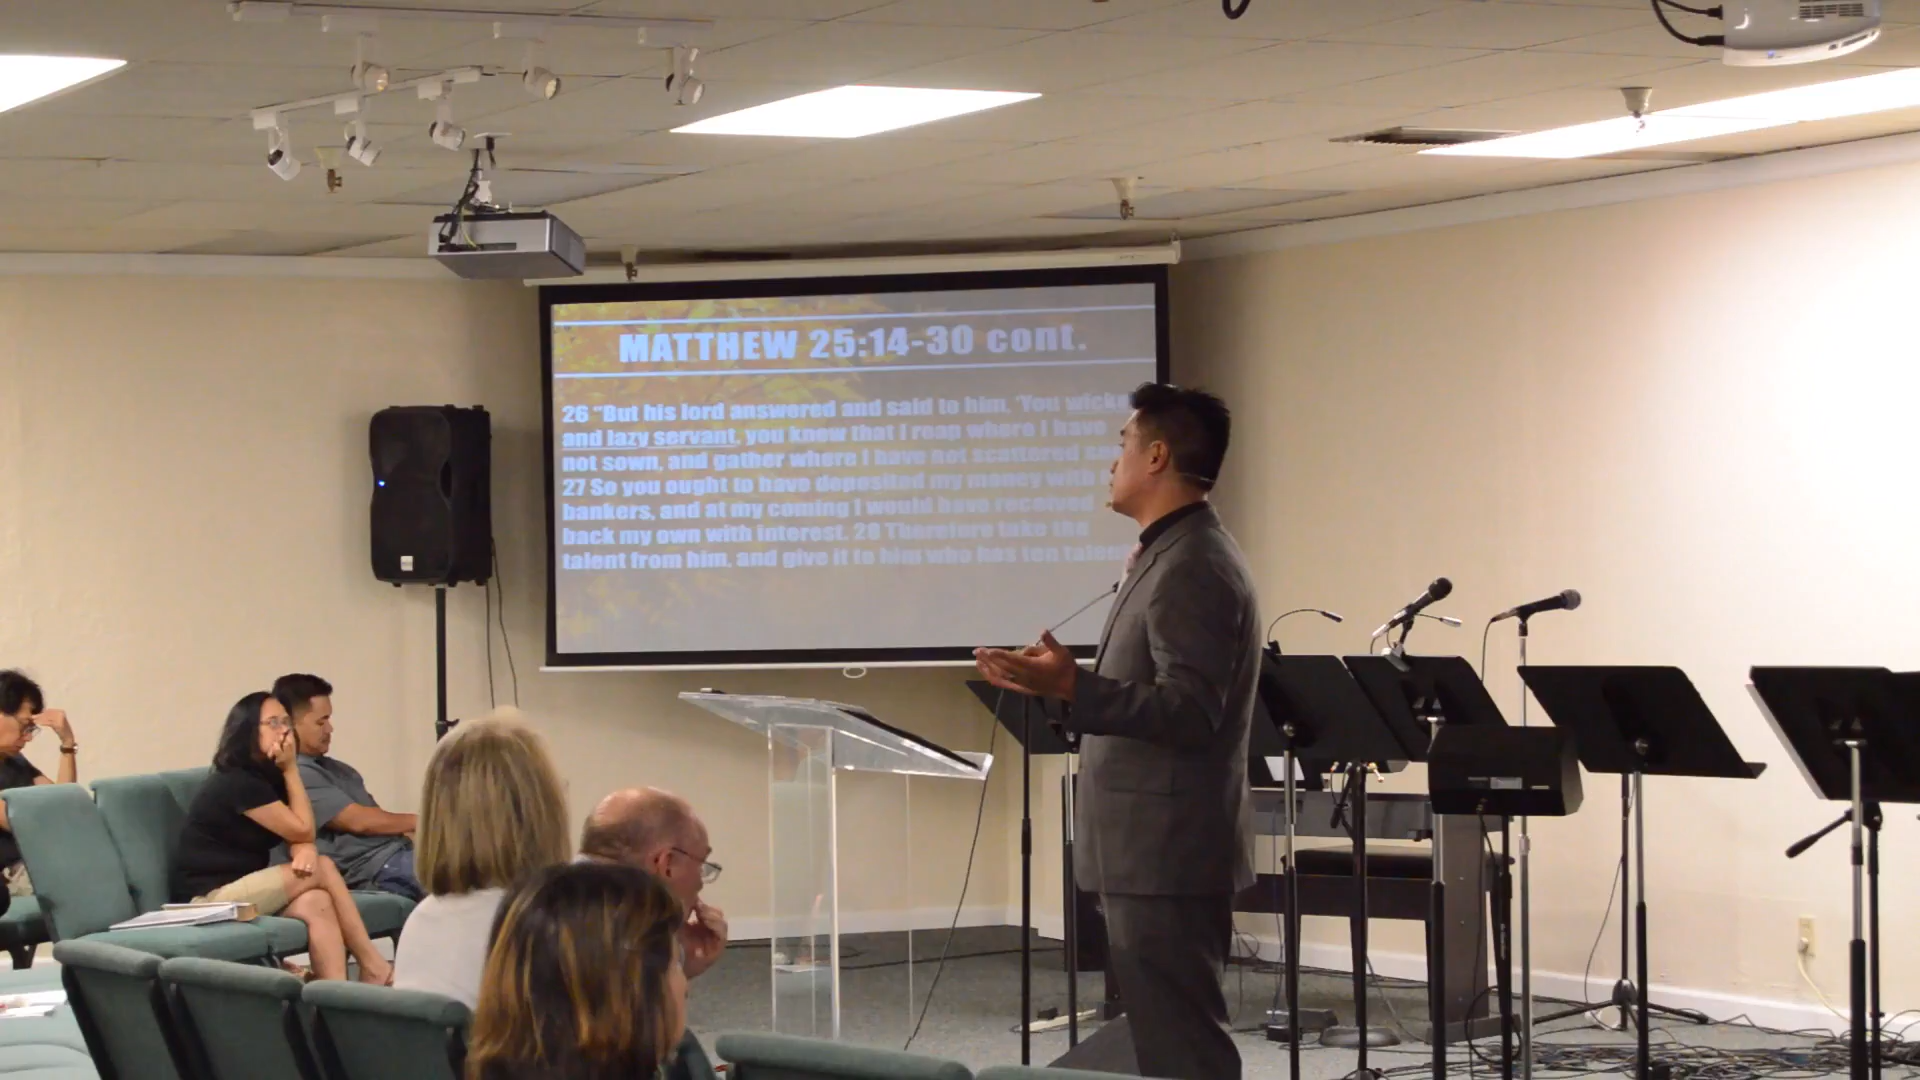 MATTHEW 25:14-30 cont.
26 "But his lord answered and said to him, 'You
and lazy servant, you knew that I reap where I have
not sown, and gather where I have not scattered
27 So you ought to have deposited my money with
bankers, and at my coming I would have received
back my own with interest. 28 Therefore take the
talent from him, and give it to him who has ten